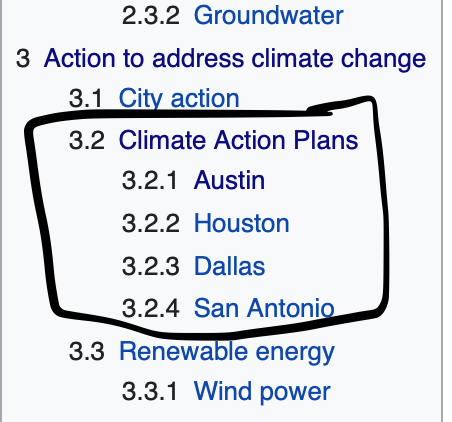 2.3.2 Groundwater
3 Action to address climate change
3.1 City action
3.2 Climate Action Plans
3.2.1 Austin
3.2.2 Houston
3.2.3 Dallas
3.2.4 San Antonio
3.3 Renewable energy
3.3.1 Wind power